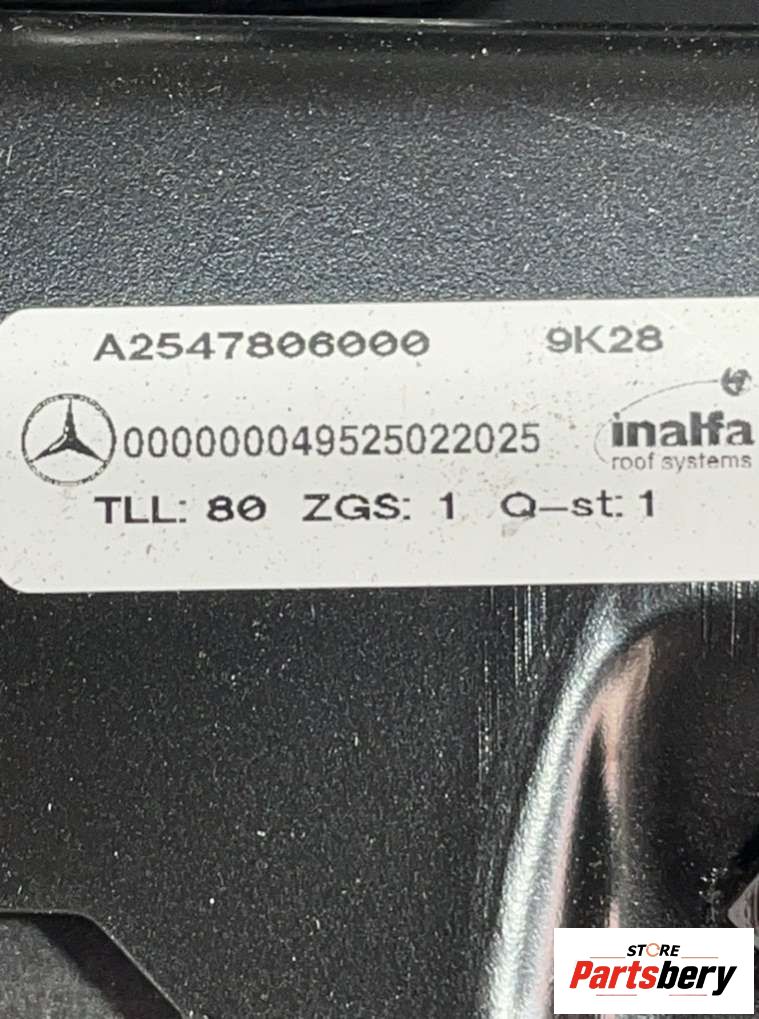 A2547806000 9K28
000000049525022025
inalfa
roof systems
TLL: 80 ZGS: 1 Q-st: 1
STORE
Partsbery